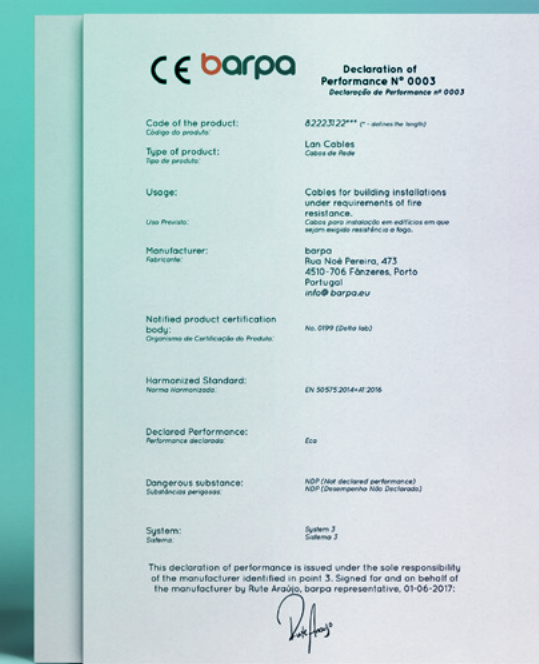 CE barpa
Declaration of
Performance Nº 0003
Declaração de Performance nº 0003
Code of the product:
Código do produto:
82223122*** (* - defines the length)
Type of product:
Tipo de produto:
Lan Cables
Cabos de Rede
Usage:
Uso Previsto:
Cables for building installations
under requirements of fire
resistance.
Cabos para instalação em edifícios em que
sejam exigida resistência a fogo.
Manufacturer:
Fabricante:
barpa
Rua Noé Pereira, 473
4510-706 Fânzeres, Porto
Portugal
info@barpa.eu
Notified product certification
body:
Organismo de Certificação do Produto:
No. 0199 (Delta lab)
Harmonized Standard:
Norma Harmonizada:
EN 50575:2014+A1:2016
Declared Performance:
Performance declarada:
Eca
Dangerous substance:
Substâncias perigosas:
NDP (Not declared performance)
NDP (Desempenho Não Declarado)
System:
Sistema:
System 3
Sistema 3
This declaration of performance is issued under the sole responsibility
of the manufacturer identified in point 3. Signed for and on behalf of
the manufacturer by Rute Araújo, barpa representative, 01-06-2017:
Rute Araujo